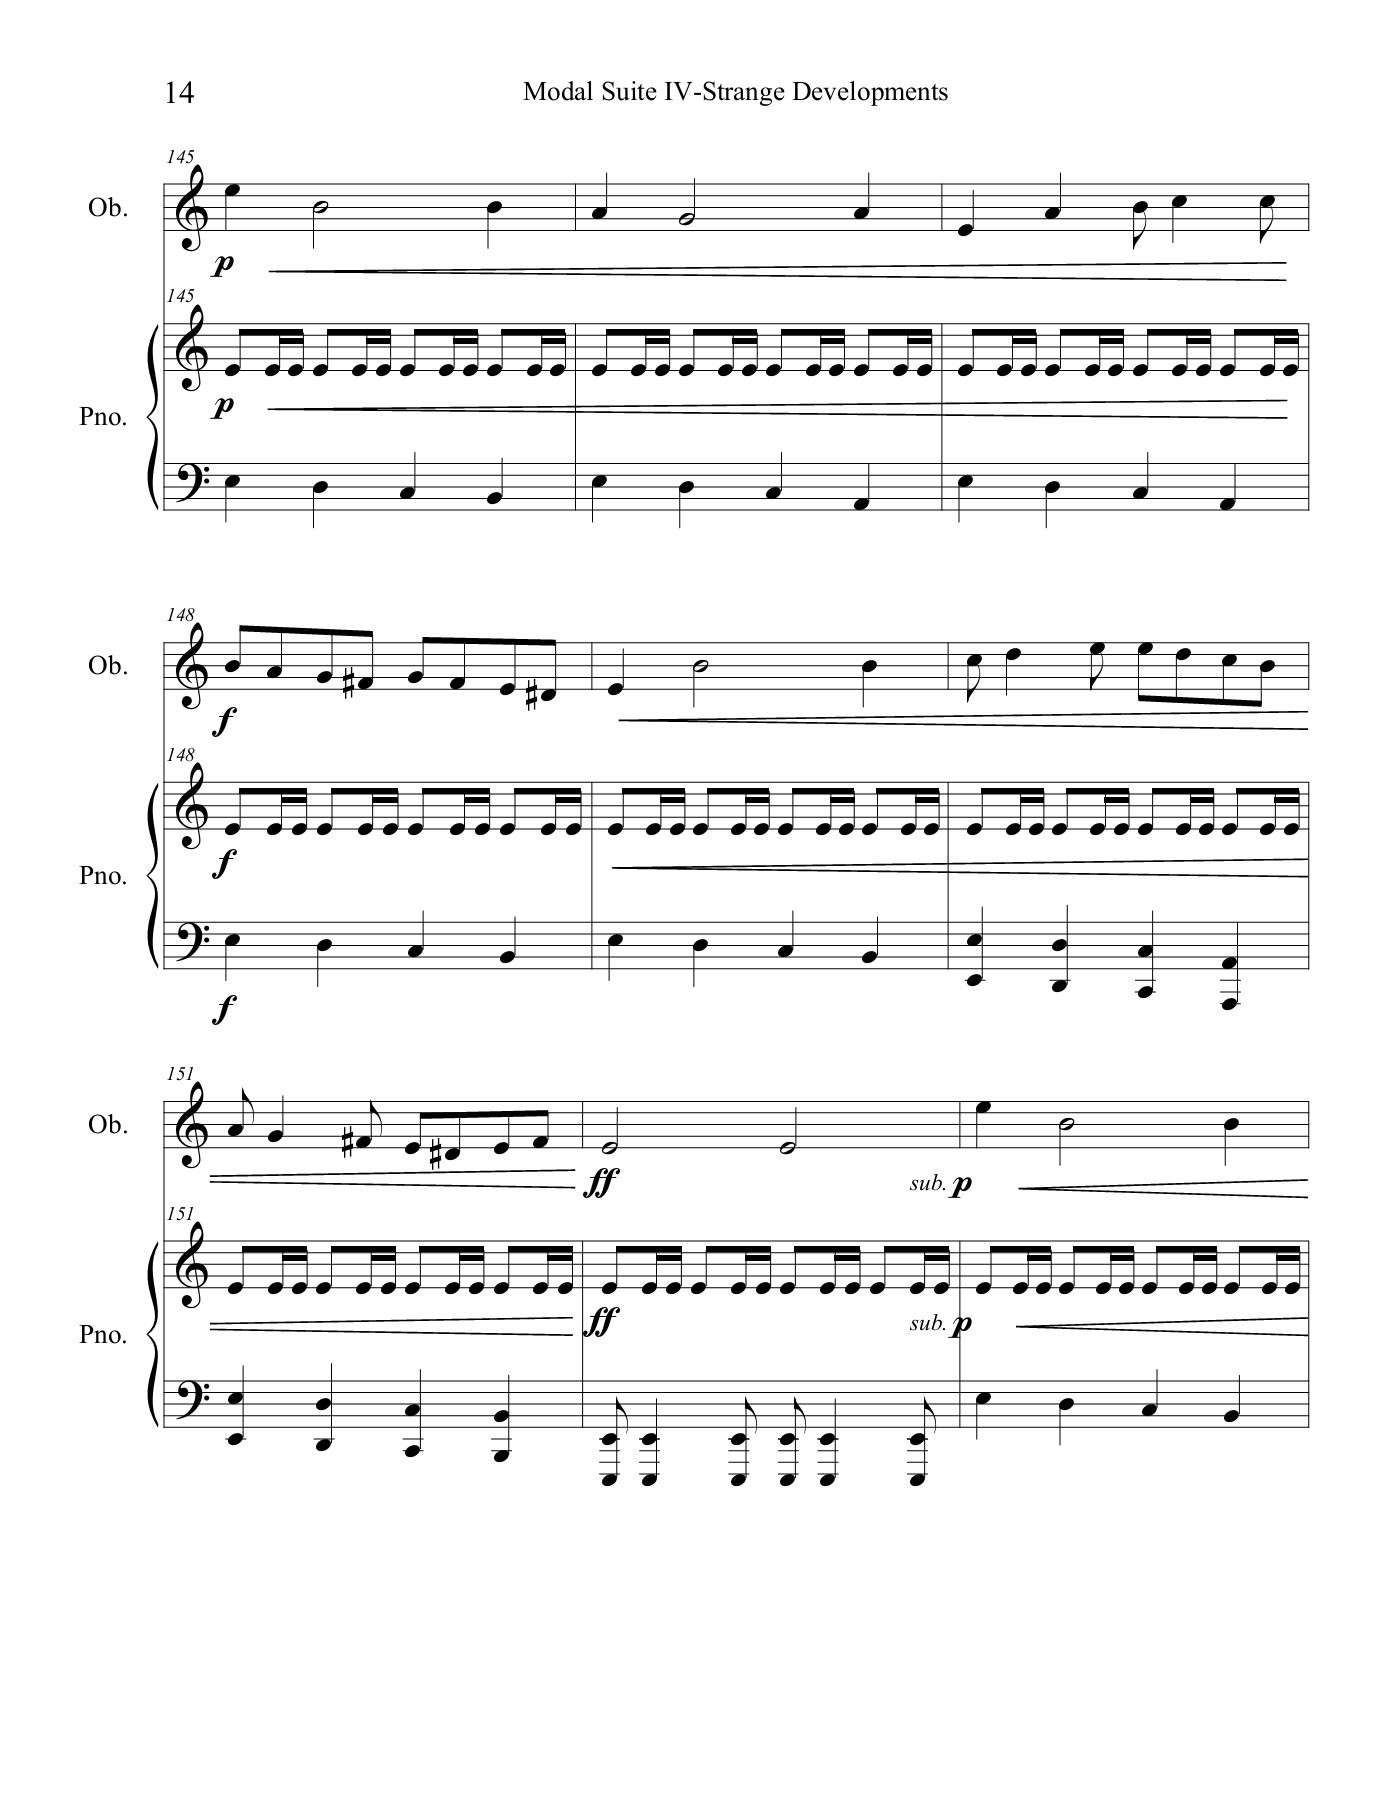 14
Modal Suite IV-Strange Developments
145
Ob.
p
145
p
Pno.
148
Ob.
f
148
f
Pno.
f
151
Ob.
ff sub. p
151
ff sub. p
Pno.